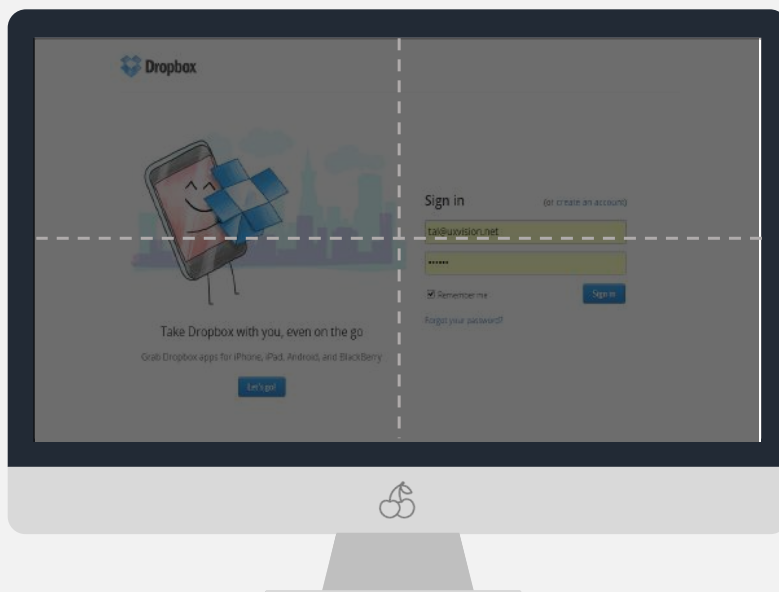 Dropbox
Take Dropbox with you, even on the go
Grab Dropbox apps for iPhone, iPad, Android, and BlackBerry
Let's go!
Sign in
(or create an account)
tal@uxvision.net
••••••
Remember me
Sign in
Forgot your password?